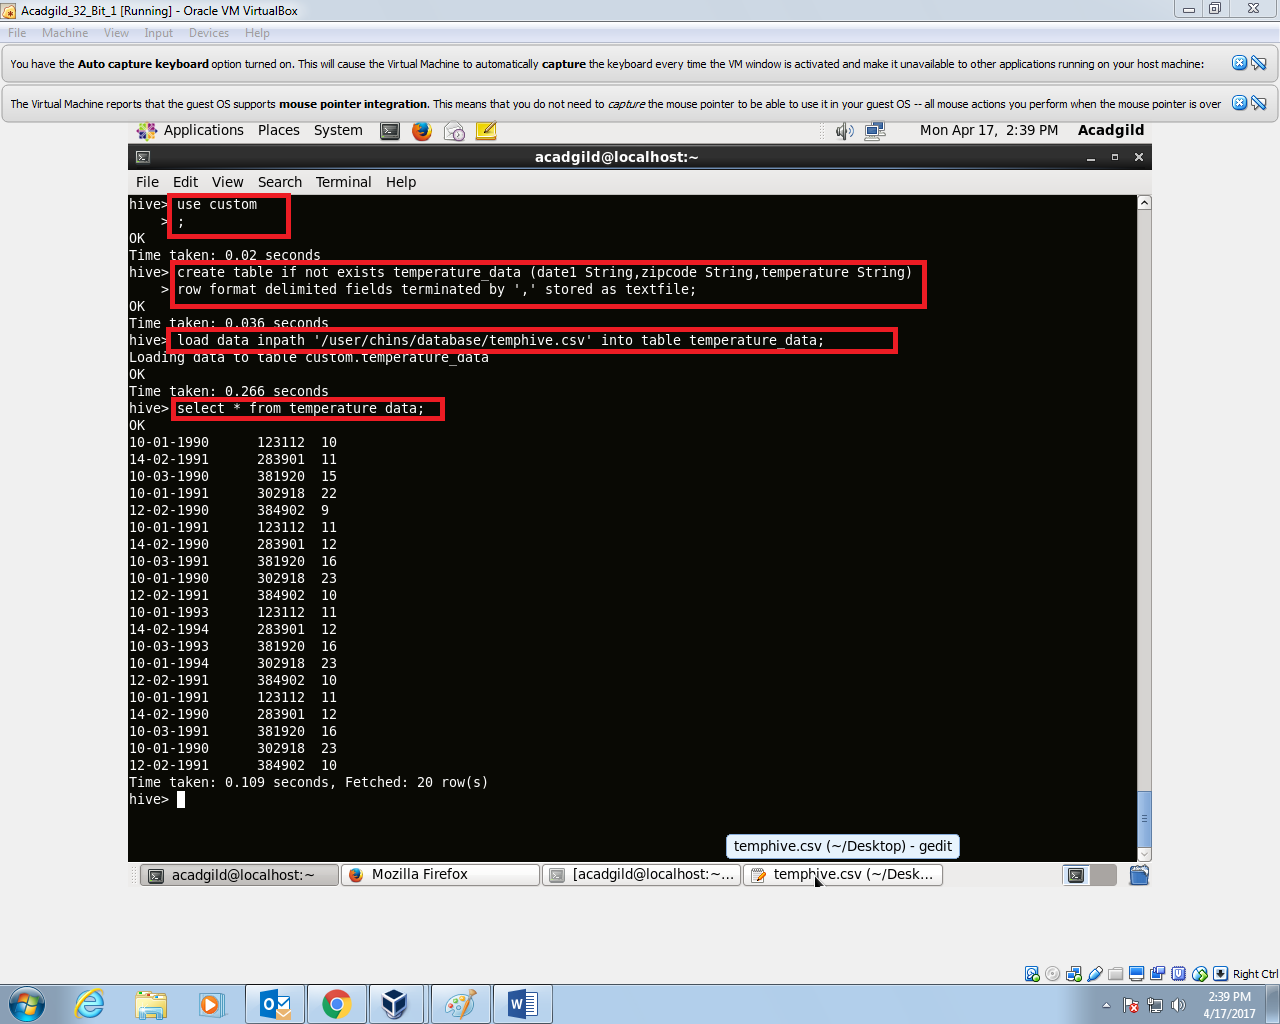 Acadgild_32_Bit_1 [Running] - Oracle VM VirtualBox
File Machine View Input Devices Help
You have the Auto capture keyboard option turned on. This will cause the Virtual Machine to automatically capture the keyboard every time the VM window is activated and make it unavailable to other applications running on your host machine:
The Virtual Machine reports that the guest OS supports mouse pointer integration. This means that you do not need to capture the mouse pointer to be able to use it in your guest OS -- all mouse actions you perform when the mouse pointer is over
Applications Places System Mon Apr 17, 2:39 PM Acadgild
acadgild@localhost:~
File Edit View Search Terminal Help
hive> use custom
    > ;
OK
Time taken: 0.02 seconds
hive> create table if not exists temperature_data (date1 String,zipcode String,temperature String)
    > row format delimited fields terminated by ',' stored as textfile;
OK
Time taken: 0.036 seconds
hive> load data inpath '/user/chins/database/temphive.csv' into table temperature_data;
Loading data to table custom.temperature_data
OK
Time taken: 0.266 seconds
hive> select * from temperature_data;
OK
10-01-1990 123112 10
14-02-1991 283901 11
10-03-1990 381920 15
10-01-1991 302918 22
12-02-1990 384902 9
10-01-1991 123112 11
14-02-1990 283901 12
10-03-1991 381920 16
10-01-1990 302918 23
12-02-1991 384902 10
10-01-1993 123112 11
14-02-1994 283901 12
10-03-1993 381920 16
10-01-1994 302918 23
12-02-1991 384902 10
10-01-1991 123112 11
14-02-1990 283901 12
10-03-1991 381920 16
10-01-1990 302918 23
12-02-1991 384902 10
Time taken: 0.109 seconds, Fetched: 20 row(s)
hive>
temphive.csv (~/Desktop) - gedit
acadgild@localhost:~ Mozilla Firefox [acadgild@localhost:~... temphive.csv (~/Desk...
Right Ctrl
2:39 PM
4/17/2017